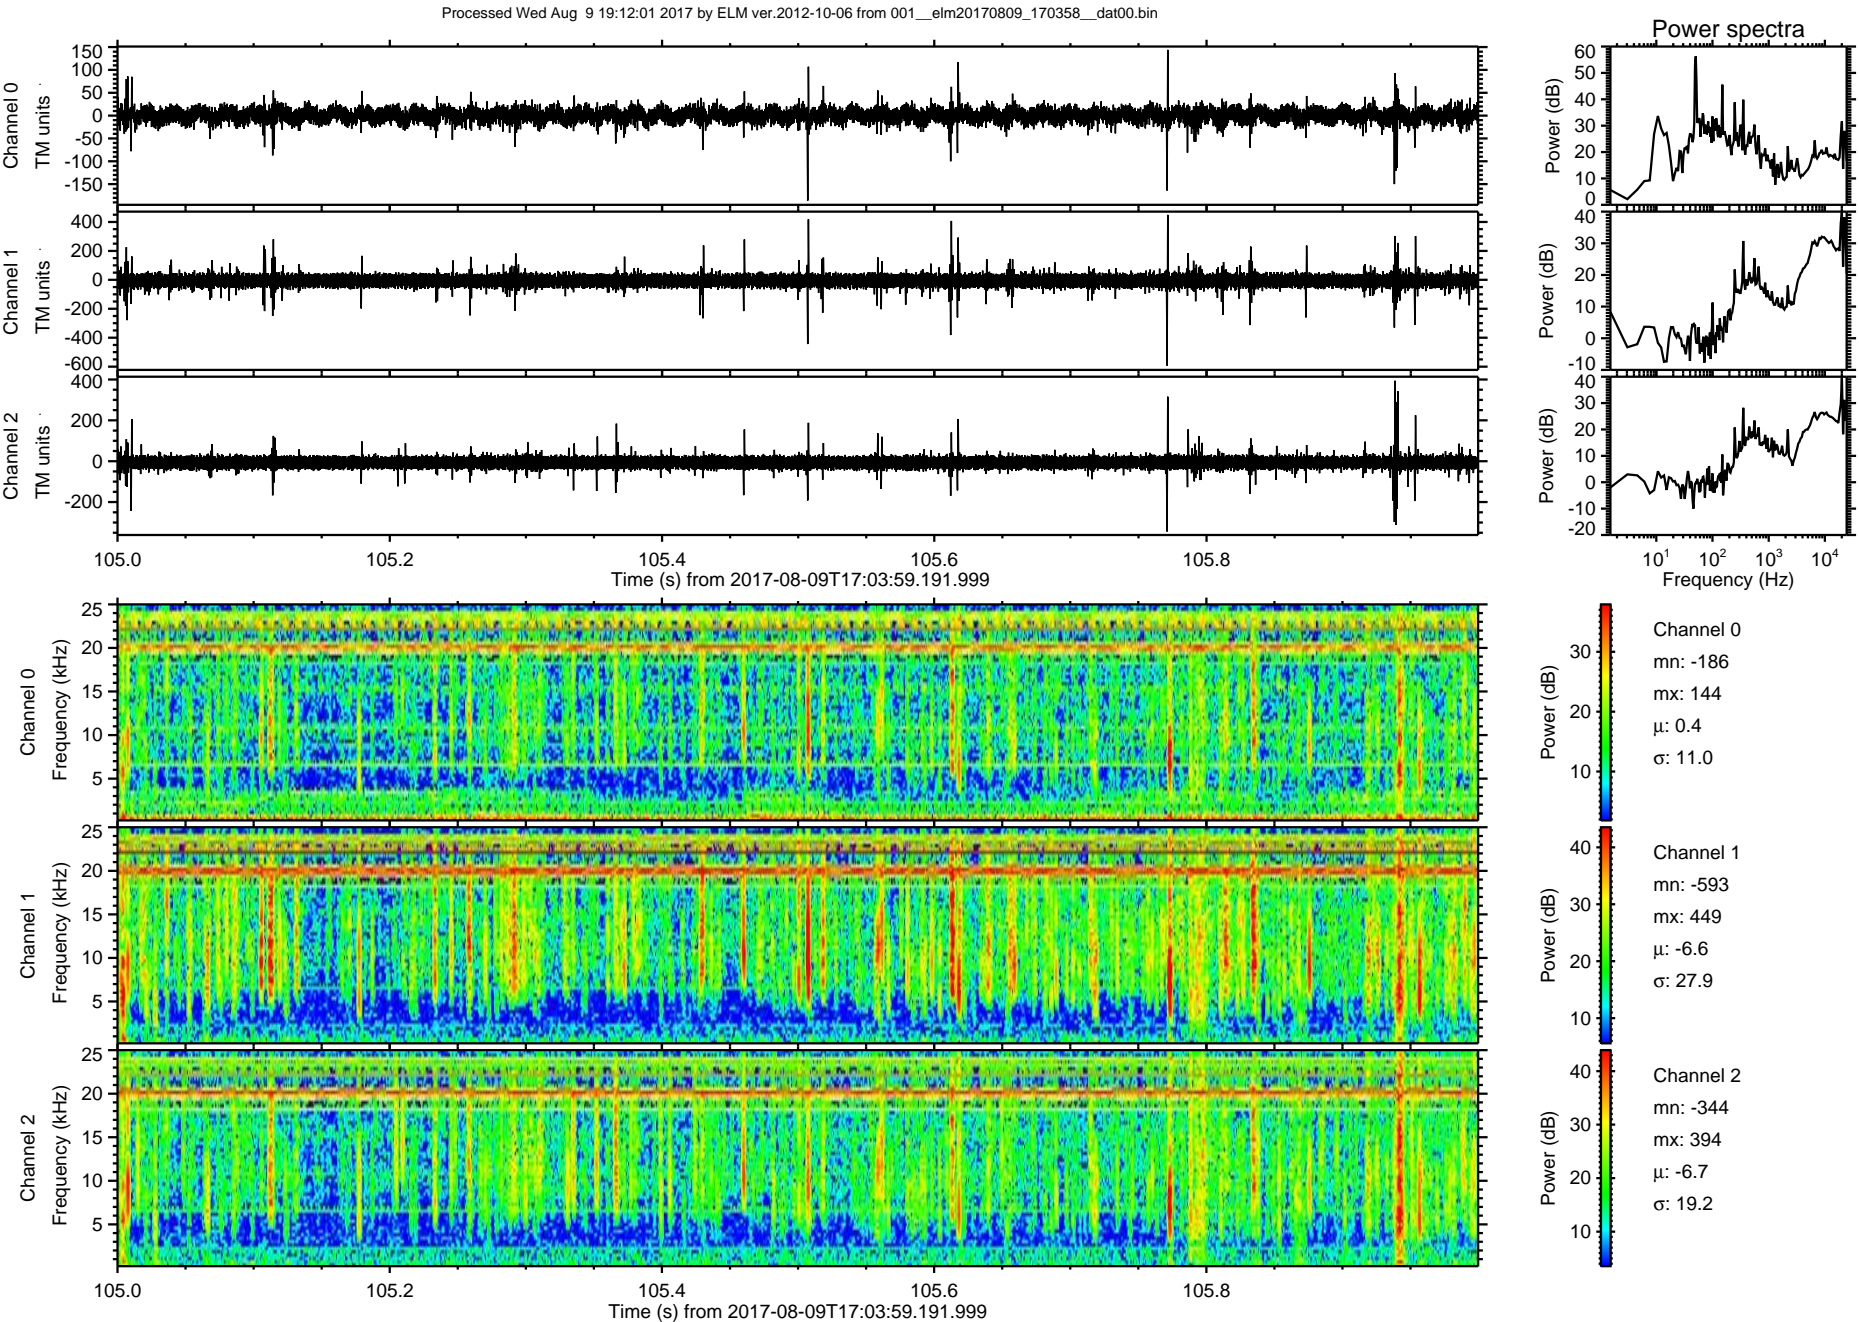 Processed Wed Aug  9 19:12:01 2017 by ELM ver.2012-10-06 from 001__elm20170809_170358__dat00.bin
Power spectra
Channel 0
TM units
150
100
50
0
-50
-100
-150
Power (dB)
60
50
40
30
20
10
0
Channel 1
TM units
400
200
0
-200
-400
-600
Power (dB)
40
30
20
10
0
-10
Channel 2
TM units
400
200
0
-200
Power (dB)
40
30
20
10
0
-10
-20
105.0 105.2 105.4 105.6 105.8
Time (s) from 2017-08-09T17:03:59.191.999
10¹ 10² 10³ 10⁴
Frequency (Hz)
Channel 0
Frequency (kHz)
25
20
15
10
5
Power (dB)
30
20
10
Channel 0
mn: -186
mx: 144
μ: 0.4
σ: 11.0
Channel 1
Frequency (kHz)
25
20
15
10
5
Power (dB)
40
30
20
10
Channel 1
mn: -593
mx: 449
μ: -6.6
σ: 27.9
Channel 2
Frequency (kHz)
25
20
15
10
5
Power (dB)
40
30
20
10
Channel 2
mn: -344
mx: 394
μ: -6.7
σ: 19.2
105.0 105.2 105.4 105.6 105.8
Time (s) from 2017-08-09T17:03:59.191.999